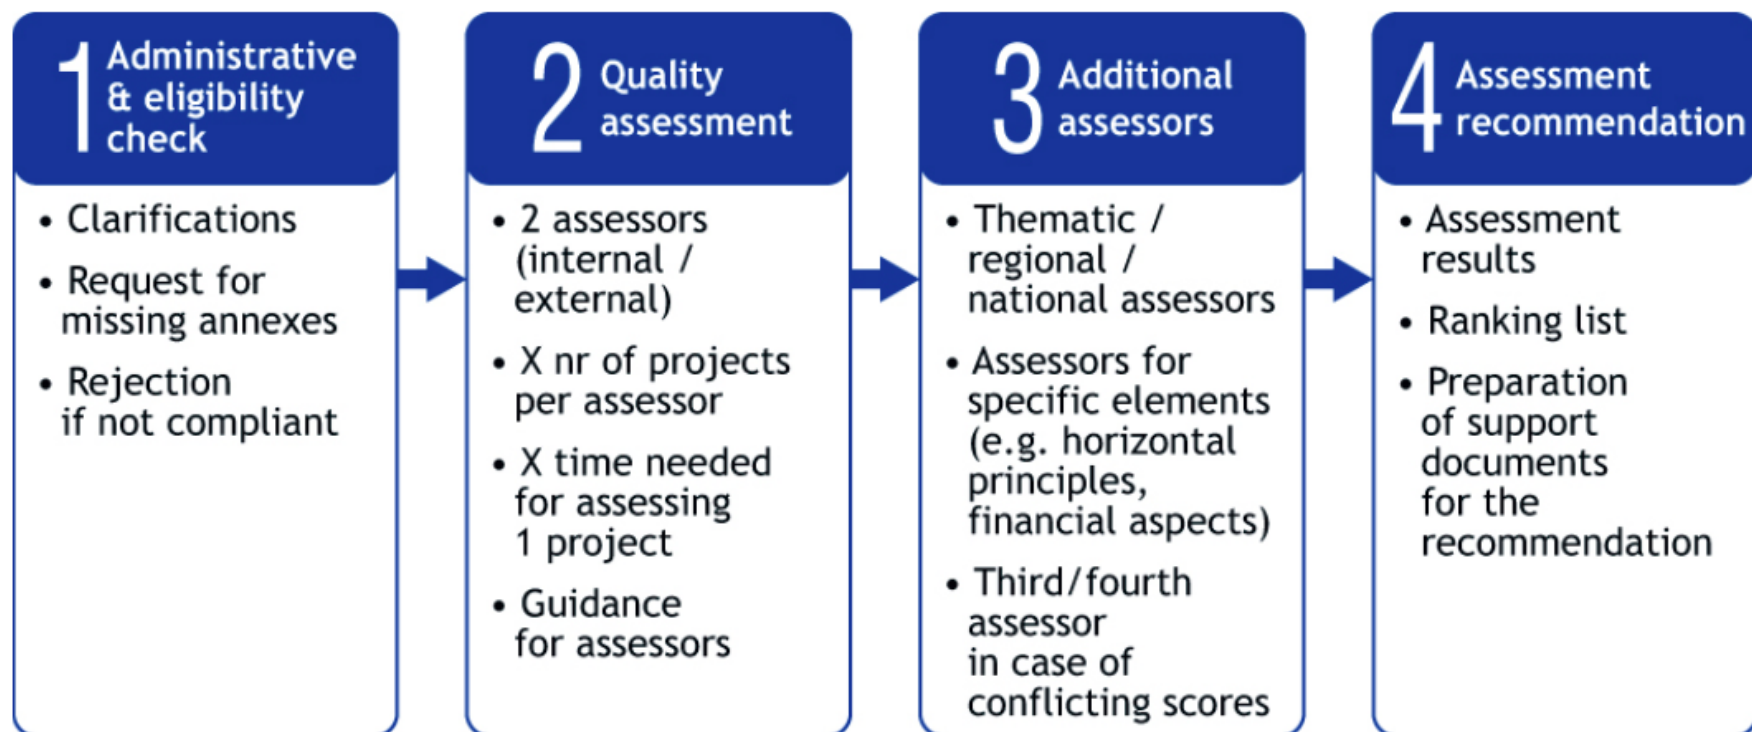 1
Administrative
& eligibility
check
• Clarifications
• Request for
missing annexes
• Rejection
if not compliant
2
Quality
assessment
• 2 assessors
(internal /
external)
• X nr of projects
per assessor
• X time needed
for assessing
1 project
• Guidance
for assessors
3
Additional
assessors
• Thematic /
regional /
national assessors
• Assessors for
specific elements
(e.g. horizontal
principles,
financial aspects)
• Third/fourth
assessor
in case of
conflicting scores
4
Assessment
recommendation
• Assessment
results
• Ranking list
• Preparation
of support
documents
for the
recommendation